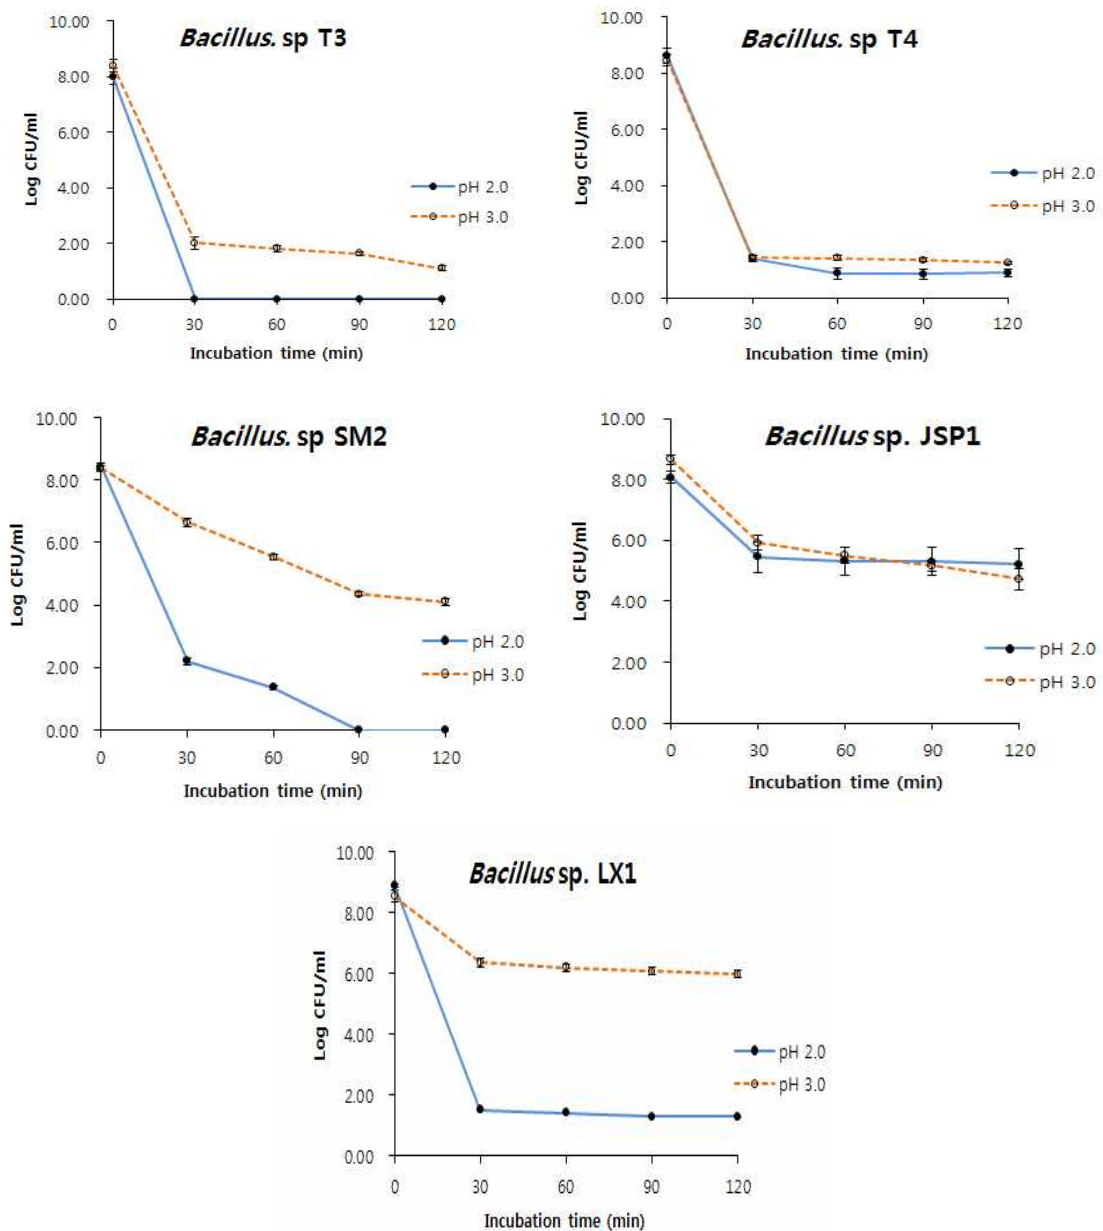 Bacillus. sp T3
Log CFU/ml
10.00
8.00
6.00
4.00
2.00
0.00
0 30 60 90 120
Incubation time (min)
pH 2.0
pH 3.0
Bacillus. sp T4
Log CFU/ml
10.00
8.00
6.00
4.00
2.00
0.00
0 30 60 90 120
Incubation time (min)
pH 2.0
pH 3.0
Bacillus. sp SM2
Log CFU/ml
10.00
8.00
6.00
4.00
2.00
0.00
0 30 60 90 120
Incubation time (min)
pH 2.0
pH 3.0
Bacillus sp. JSP1
Log CFU/ml
10.00
8.00
6.00
4.00
2.00
0.00
0 30 60 90 120
Incubation time (min)
pH 2.0
pH 3.0
Bacillus sp. LX1
Log CFU/ml
10.00
8.00
6.00
4.00
2.00
0.00
0 30 60 90 120
Incubation time (min)
pH 2.0
pH 3.0